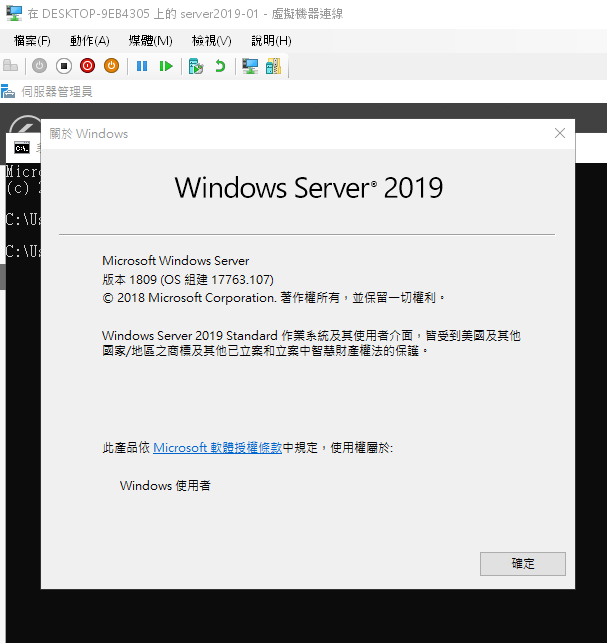 在 DESKTOP-9EB4305 上的 server2019-01 - 虛擬機器連線
檔案(F) 動作(A) 媒體(M) 檢視(V) 說明(H)
伺服器管理員
關於 Windows
Windows Server® 2019
Micro
(c) 2
C:\Us
C:\Us
Microsoft Windows Server
版本 1809 (OS 組建 17763.107)
© 2018 Microsoft Corporation. 著作權所有，並保留一切權利。
Windows Server 2019 Standard 作業系統及其使用者介面，皆受到美國及其他
國家/地區之商標及其他已立案和立案中智慧財產權法的保護。
此產品依 Microsoft 軟體授權條款中規定，使用權屬於:
Windows 使用者
確定